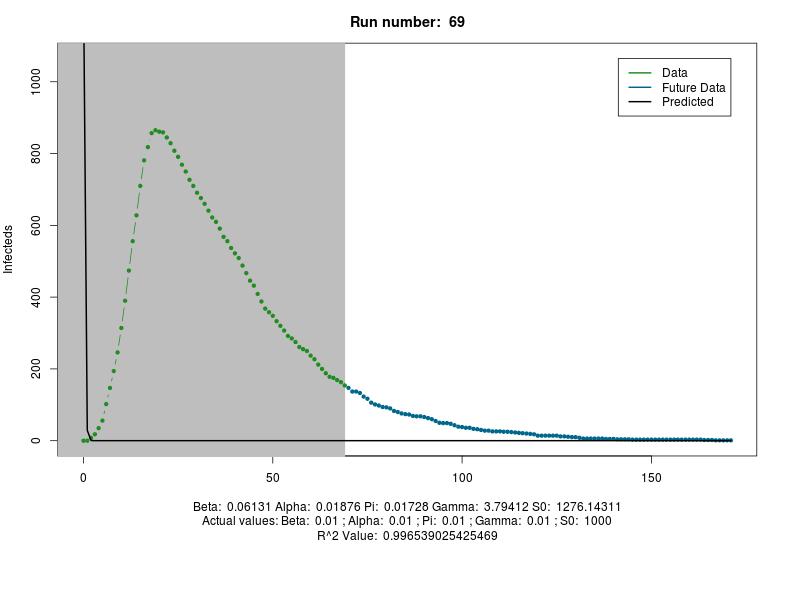 Run number: 69
Data
Future Data
Predicted
Infecteds
0
200
400
600
800
1000
0
50
100
150
Beta: 0.06131 Alpha: 0.01876 Pi: 0.01728 Gamma: 3.79412 S0: 1276.14311
Actual values: Beta: 0.01 ; Alpha: 0.01 ; Pi: 0.01 ; Gamma: 0.01 ; S0: 1000
R^2 Value: 0.996539025425469